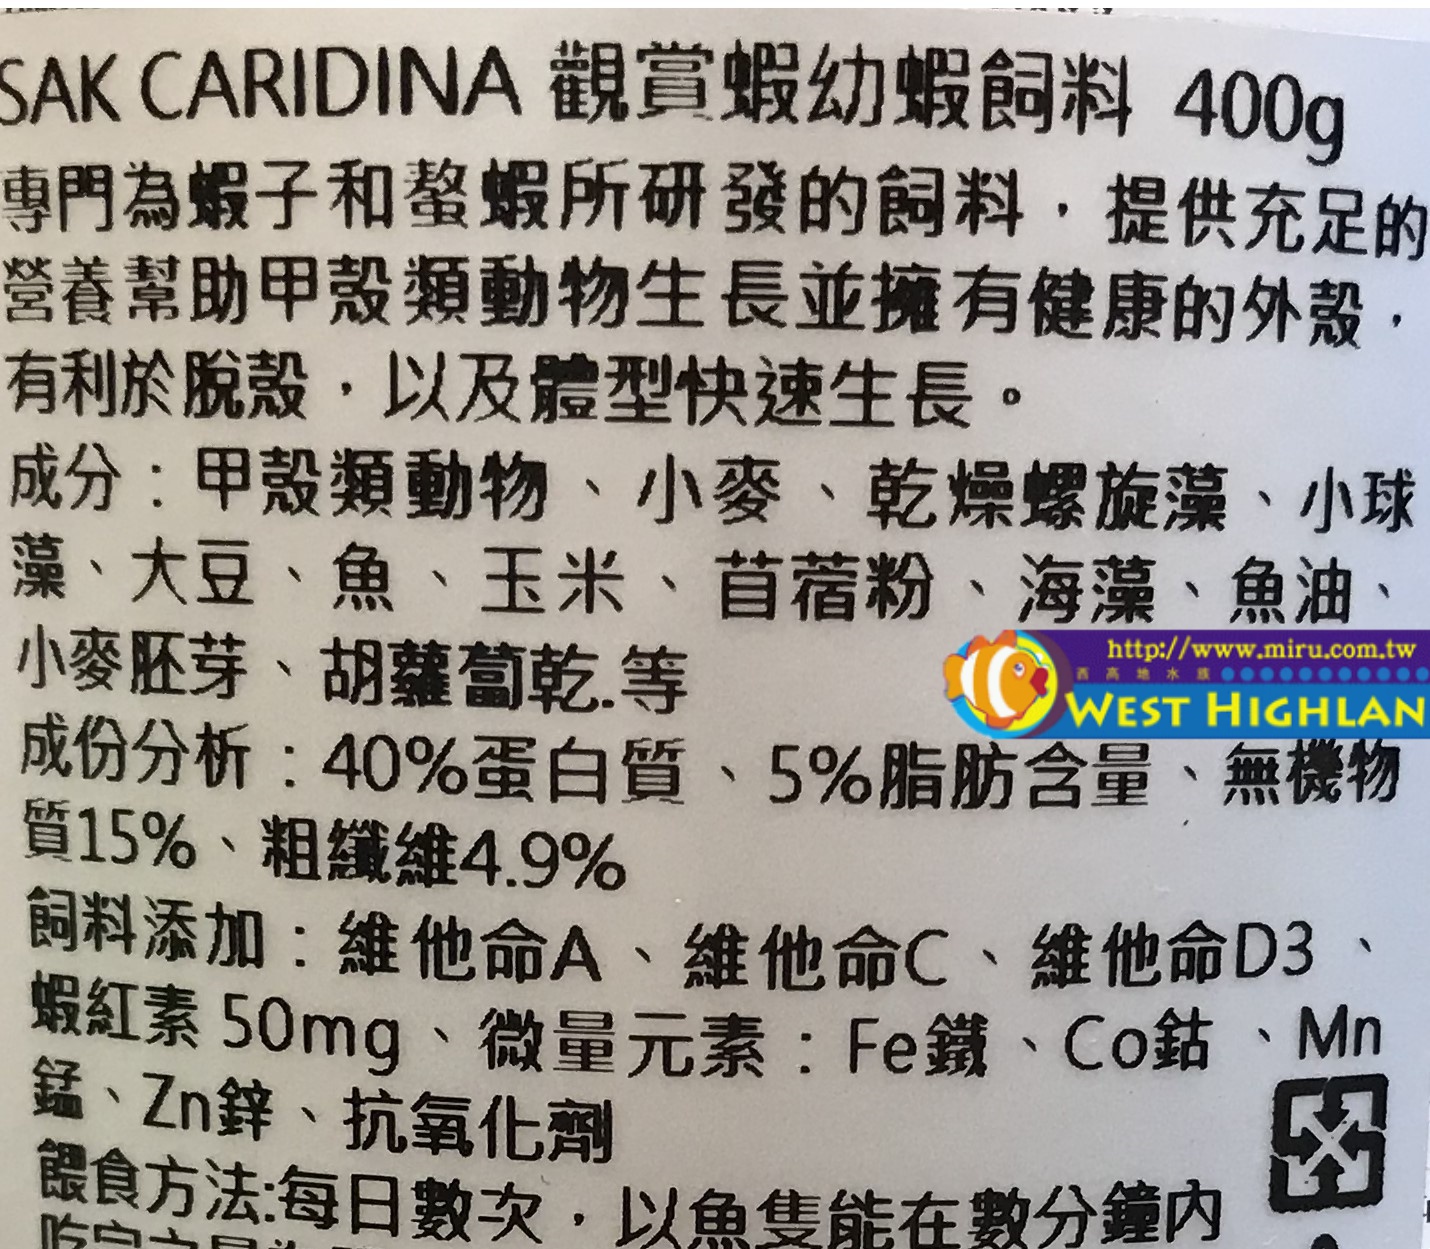 SAK CARIDINA 觀賞蝦幼蝦飼料 400g
專門為蝦子和螯蝦所研發的飼料，提供充足的
營養幫助甲殼類動物生長並擁有健康的外殼，
有利於脫殼，以及體型快速生長。
成分：甲殼類動物、小麥、乾燥螺旋藻、小球
藻、大豆、魚、玉米、苜蓿粉、海藻、魚油、
小麥胚芽、胡蘿蔔乾.等
http://www.miru.com.tw
西高地水族
WEST HIGHLAN
成份分析：40%蛋白質、5%脂肪含量、無機物
質15%、粗纖維4.9%
飼料添加：維他命A、維他命C、維他命D3、
蝦紅素 50mg、微量元素：Fe鐵、Co鈷、Mn
錳、Zn鋅、抗氧化劑
餵食方法:每日數次，以魚隻能在數分鐘內